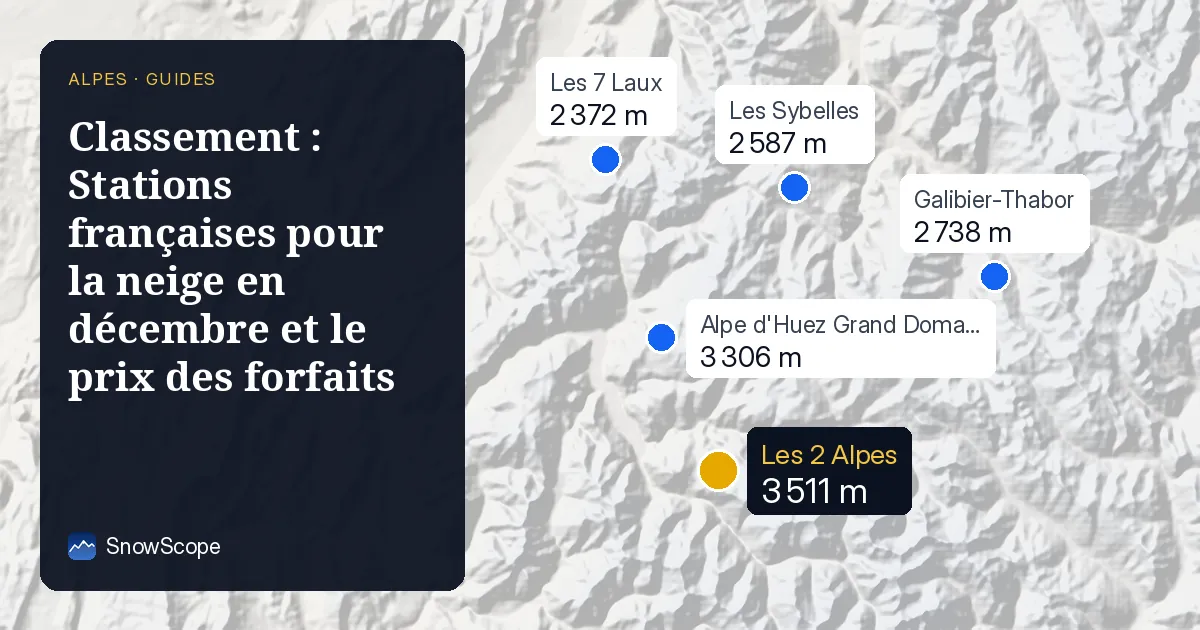 ALPES · GUIDES
Classement :
Stations
françaises pour
la neige en
décembre et le
prix des forfaits
SnowScope
Les 7 Laux
2 372 m
Les Sybelles
2 587 m
Galibier-Thabor
2 738 m
Alpe d'Huez Grand Doma...
3 306 m
Les 2 Alpes
3 511 m